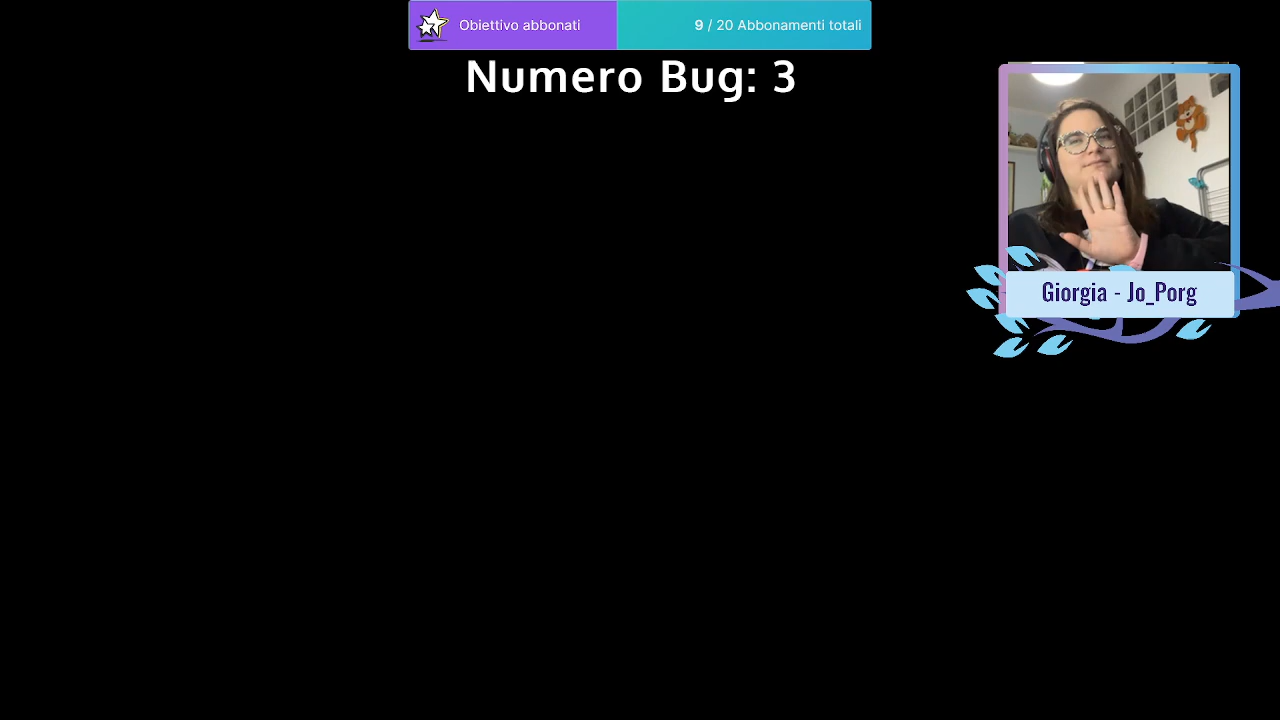 Obiettivo abbonati
9 / 20 Abbonamenti totali
Numero Bug: 3
Giorgia - Jo_Porg